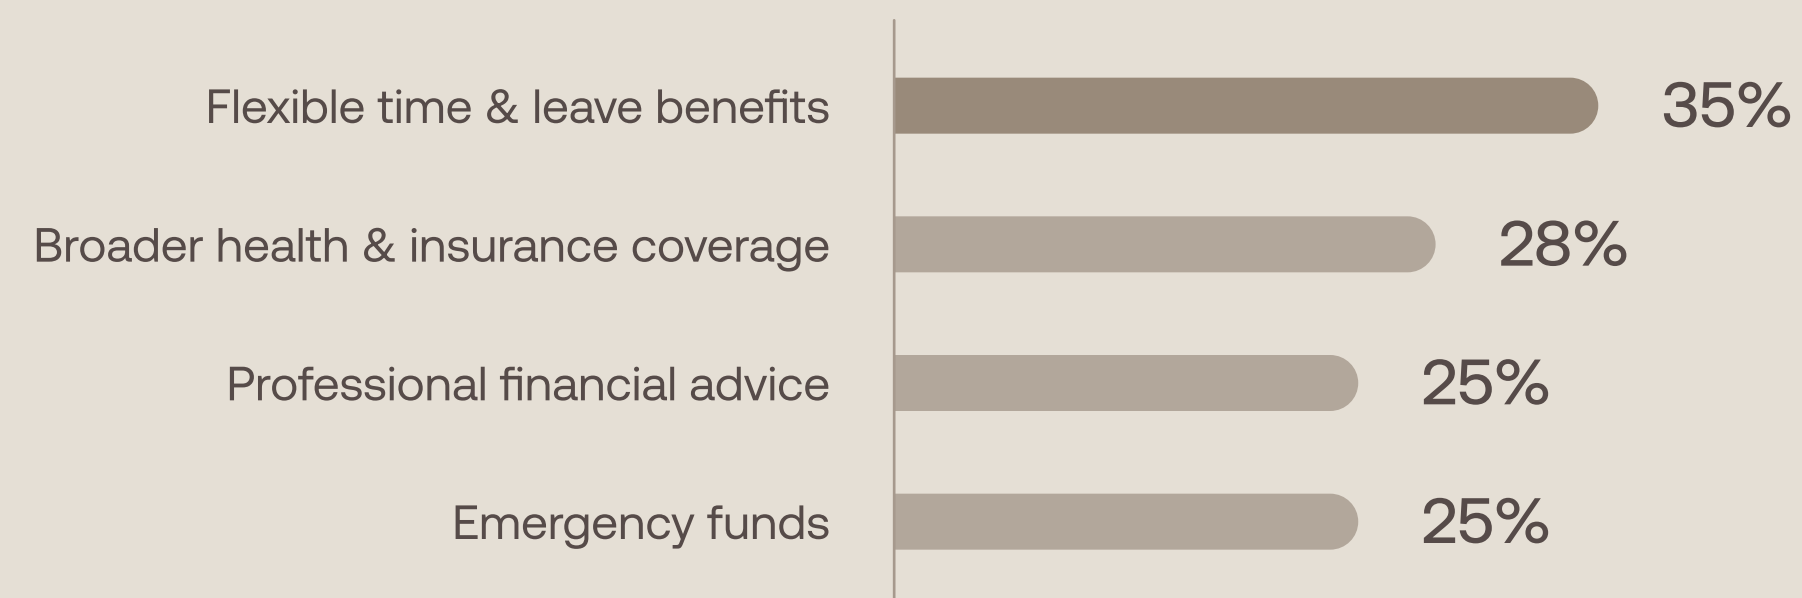 Flexible time & leave benefits 35%
Broader health & insurance coverage 28%
Professional financial advice 25%
Emergency funds 25%